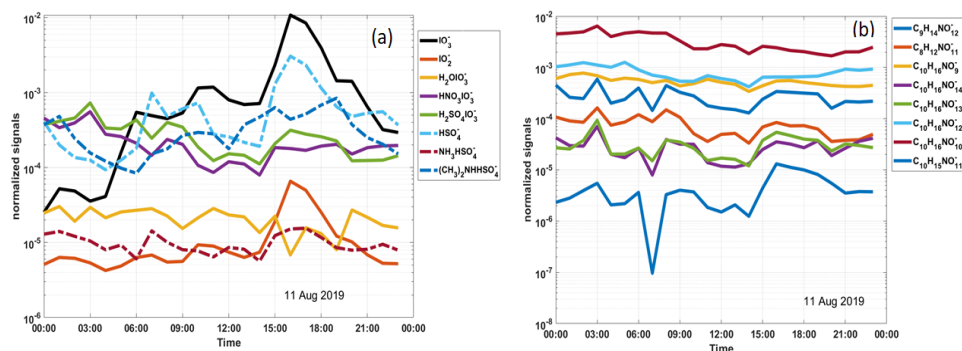 (a)
(b)
normalized signals
10⁻²
10⁻³
10⁻⁴
10⁻⁵
10⁻⁶
00:00 03:00 06:00 09:00 12:00 15:00 18:00 21:00 00:00
Time
11 Aug 2019
IO₃⁻
IO₂⁻
H₂OIO₃⁻
HNO₃IO₃⁻
H₂SO₄IO₃⁻
HSO₄⁻
NH₃HSO₄⁻
(CH₃)₂NHHSO₄⁻
normalized signals
10⁻²
10⁻³
10⁻⁴
10⁻⁵
10⁻⁶
10⁻⁷
10⁻⁸
00:00 03:00 06:00 09:00 12:00 15:00 18:00 21:00 00:00
Time
11 Aug 2019
C₉H₁₄NO₁₂⁻
C₈H₁₂NO₁₁⁻
C₁₀H₁₆NO₉⁻
C₁₀H₁₆NO₁₄⁻
C₁₀H₁₆NO₁₃⁻
C₁₀H₁₆NO₁₂⁻
C₁₀H₁₆NO₁₀⁻
C₁₀H₁₅NO₁₁⁻